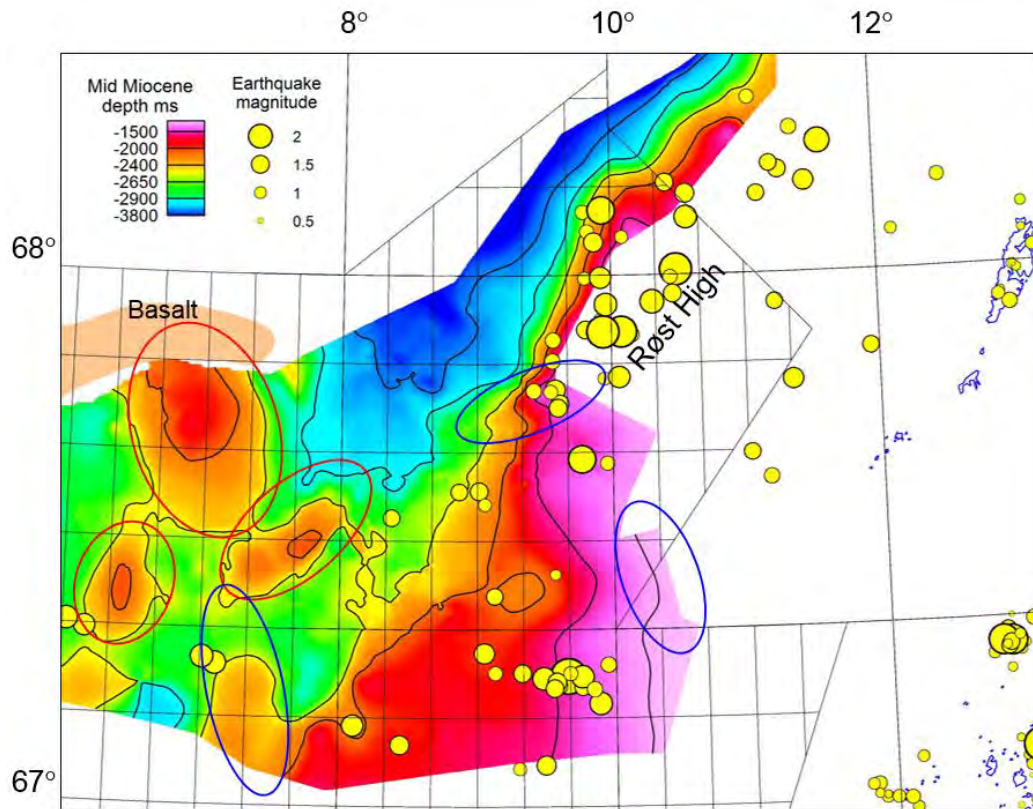 8°
10°
12°
Mid Miocene
depth ms
-1500
-2000
-2400
-2650
-2900
-3800
Earthquake
magnitude
2
1.5
1
0.5
68°
Basalt
Røst High
67°